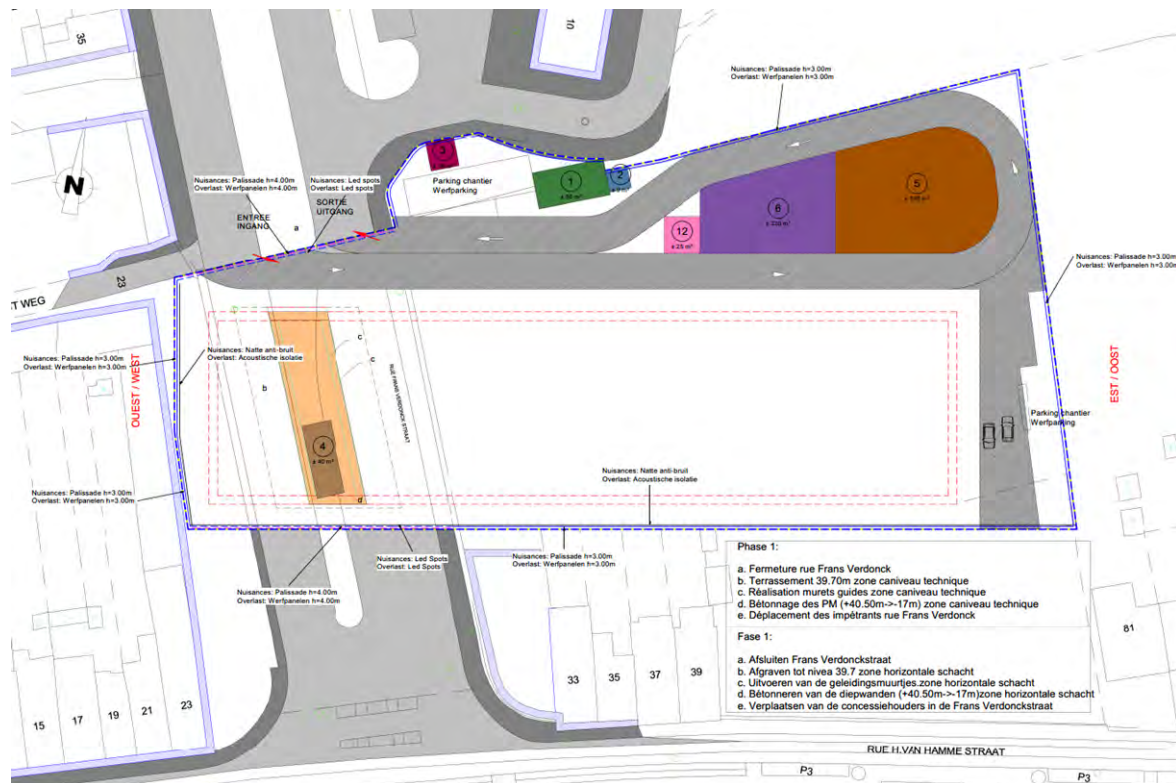 35
10
Nuisances: Palissade h=3.00m
Overlast: Werfpanelen h=3.00m
N
3
Parking chantier
Werfparking
1
2
5
6
12
± 25 m²
Nuisances: Palissade h=4.00m
Overlast: Werfpanelen h=4.00m
Nuisances: Led spots
Overlast: Led spots
SORTIE
UITGANG
ENTREE
INGANG
a
23
ST WEG
Nuisances: Palissade h=3.00m
Overlast: Werfpanelen h=3.00m
Nuisances: Natte anti-bruit
Overlast: Acoustische isolatie
Nuisances: Palissade h=3.00m
Overlast: Werfpanelen h=3.00m
OUEST / WEST
EST / OOST
c
c
b
RUE FRANS VERDONCK STRAAT
4
± 40 m²
d
Parking chantier
Werfparking
Nuisances: Natte anti-bruit
Overlast: Acoustische isolatie
Nuisances: Palissade h=3.00m
Overlast: Werfpanelen h=3.00m
Nuisances: Led Spots
Overlast: Led Spots
Nuisances: Palissade h=3.00m
Overlast: Werfpanelen h=3.00m
Nuisances: Palissade h=4.00m
Overlast: Werfpanelen h=4.00m
Phase 1:
a. Fermeture rue Frans Verdonck
b. Terrassement 39.70m zone caniveau technique
c. Réalisation murets guides zone caniveau technique
d. Bétonnage des PM (+40.50m->-17m) zone caniveau technique
e. Déplacement des impétrants rue Frans Verdonck
Fase 1:
a. Afsluiten Frans Verdonckstraat
b. Afgraven tot nivea 39.7 zone horizontale schacht
c. Uitvoeren van de geleidingsmuurtjes.zone horizontale schacht
d. Bétonneren van de diepwanden (+40.50m->-17m)zone horizontale schacht
e. Verplaatsen van de concessiehouders in de Frans Verdonckstraat
15
17
19
21
23
33
35
37
39
81
RUE H.VAN HAMME STRAAT
P3
P3